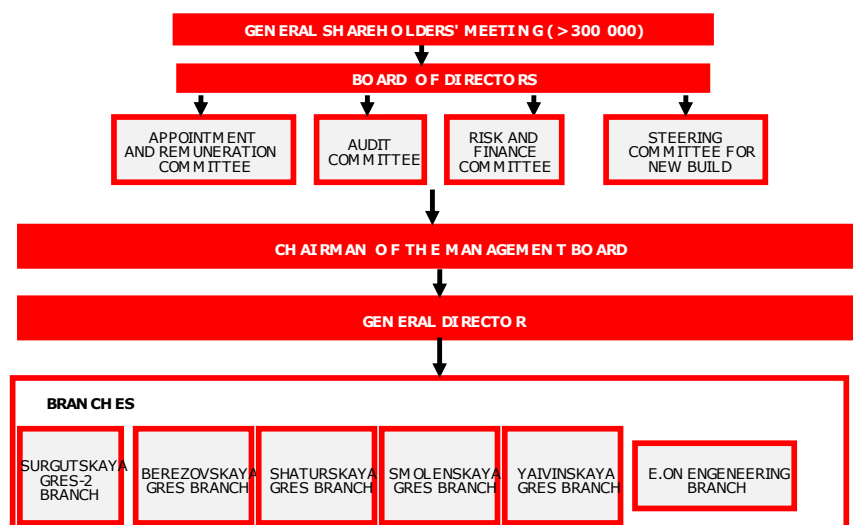 GENERAL SHAREHOLDERS' MEETING (>300 000)
BOARD OF DIRECTORS
APPOINTMENT
AND REMUNERATION
COMMITTEE
AUDIT
COMMITTEE
RISK AND
FINANCE
COMMITTEE
STEERING
COMMITTEE FOR
NEW BUILD
CHAIRMAN OF THE MANAGEMENT BOARD
GENERAL DIRECTOR
BRANCHES
SURGUTSKAYA
GRES-2
BRANCH
BEREZOVSKAYA
GRES BRANCH
SHATURSKAYA
GRES BRANCH
SMOLENSKAYA
GRES BRANCH
YAIVINSKAYA
GRES BRANCH
E.ON ENGENEERING
BRANCH